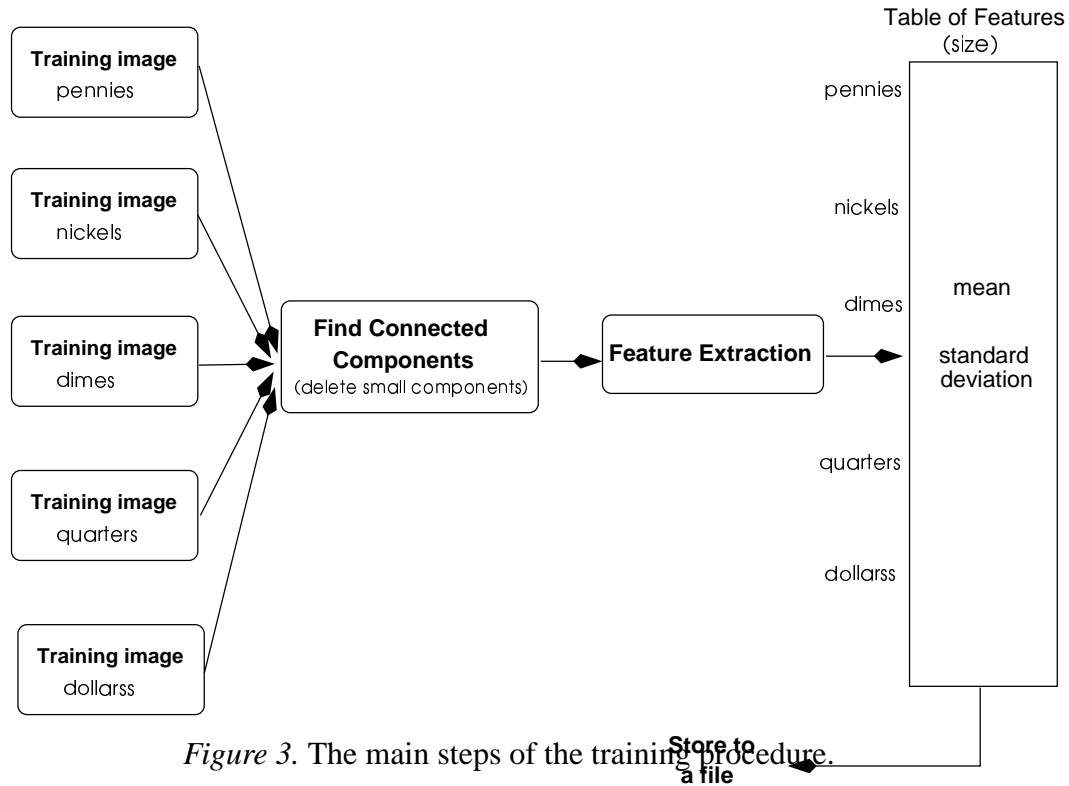 Training image
pennies
Training image
nickels
Training image
dimes
Training image
quarters
Training image
dollarss
Find Connected
Components
(delete small components)
Feature Extraction
Table of Features
(size)
pennies
nickels
dimes
quarters
dollarss
mean
standard
deviation
Store to
a file
Figure 3. The main steps of the training procedure.